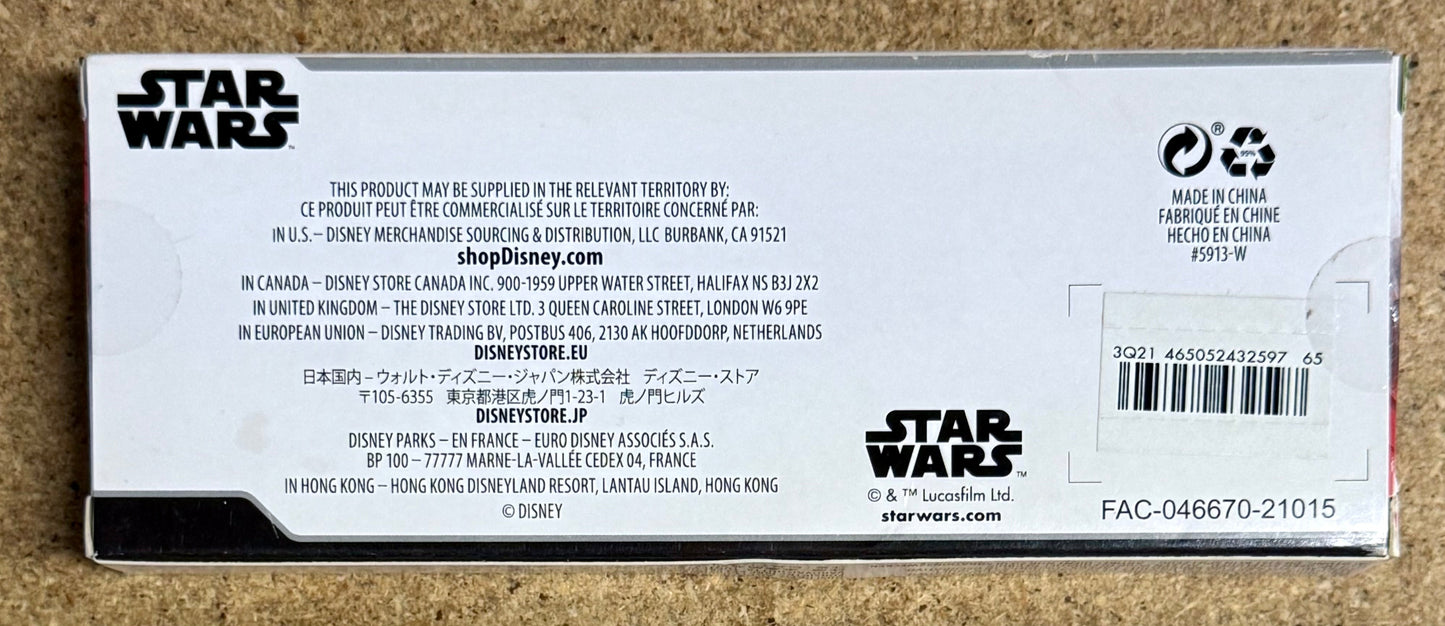 STAR
WARS™
THIS PRODUCT MAY BE SUPPLIED IN THE RELEVANT TERRITORY BY:
CE PRODUIT PEUT ÊTRE COMMERCIALISÉ SUR LE TERRITOIRE CONCERNÉ PAR:
IN U.S.– DISNEY MERCHANDISE SOURCING & DISTRIBUTION, LLC BURBANK, CA 91521
shopDisney.com
IN CANADA – DISNEY STORE CANADA INC. 900-1959 UPPER WATER STREET, HALIFAX NS B3J 2X2
IN UNITED KINGDOM – THE DISNEY STORE LTD. 3 QUEEN CAROLINE STREET, LONDON W6 9PE
IN EUROPEAN UNION – DISNEY TRADING BV, POSTBUS 406, 2130 AK HOOFDDORP, NETHERLANDS
DISNEYSTORE.EU
日本国内 – ウォルト・ディズニー・ジャパン株式会社 ディズニー・ストア
〒105-6355 東京都港区虎ノ門1-23-1 虎ノ門ヒルズ
DISNEYSTORE.JP
DISNEY PARKS – EN FRANCE – EURO DISNEY ASSOCIÉS S.A.S.
BP 100 – 77777 MARNE-LA-VALLÉE CEDEX 04, FRANCE
IN HONG KONG – HONG KONG DISNEYLAND RESORT, LANTAU ISLAND, HONG KONG
© DISNEY
STAR
WARS™
© & ™ Lucasfilm Ltd.
starwars.com
®
95%
MADE IN CHINA
FABRIQUÉ EN CHINE
HECHO EN CHINA
#5913-W
3Q21 465052432597 65
FAC-046670-21015